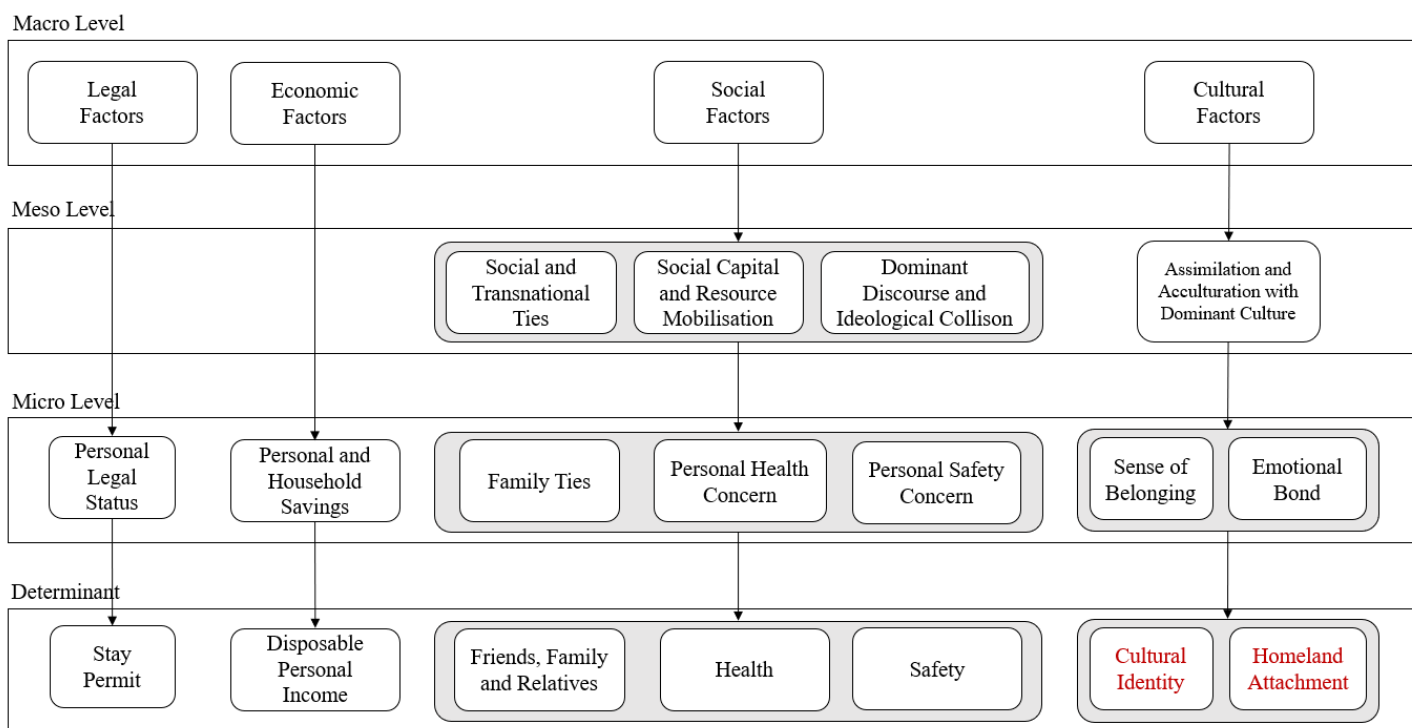 Macro Level
Legal
Factors
Economic
Factors
Social
Factors
Cultural
Factors
Meso Level
Social and
Transnational
Ties
Social Capital
and Resource
Mobilisation
Dominant
Discourse and
Ideological Collison
Assimilation and
Acculturation with
Dominant Culture
Micro Level
Personal
Legal
Status
Personal and
Household
Savings
Family Ties
Personal Health
Concern
Personal Safety
Concern
Sense of
Belonging
Emotional
Bond
Determinant
Stay
Permit
Disposable
Personal
Income
Friends, Family
and Relatives
Health
Safety
Cultural
Identity
Homeland
Attachment